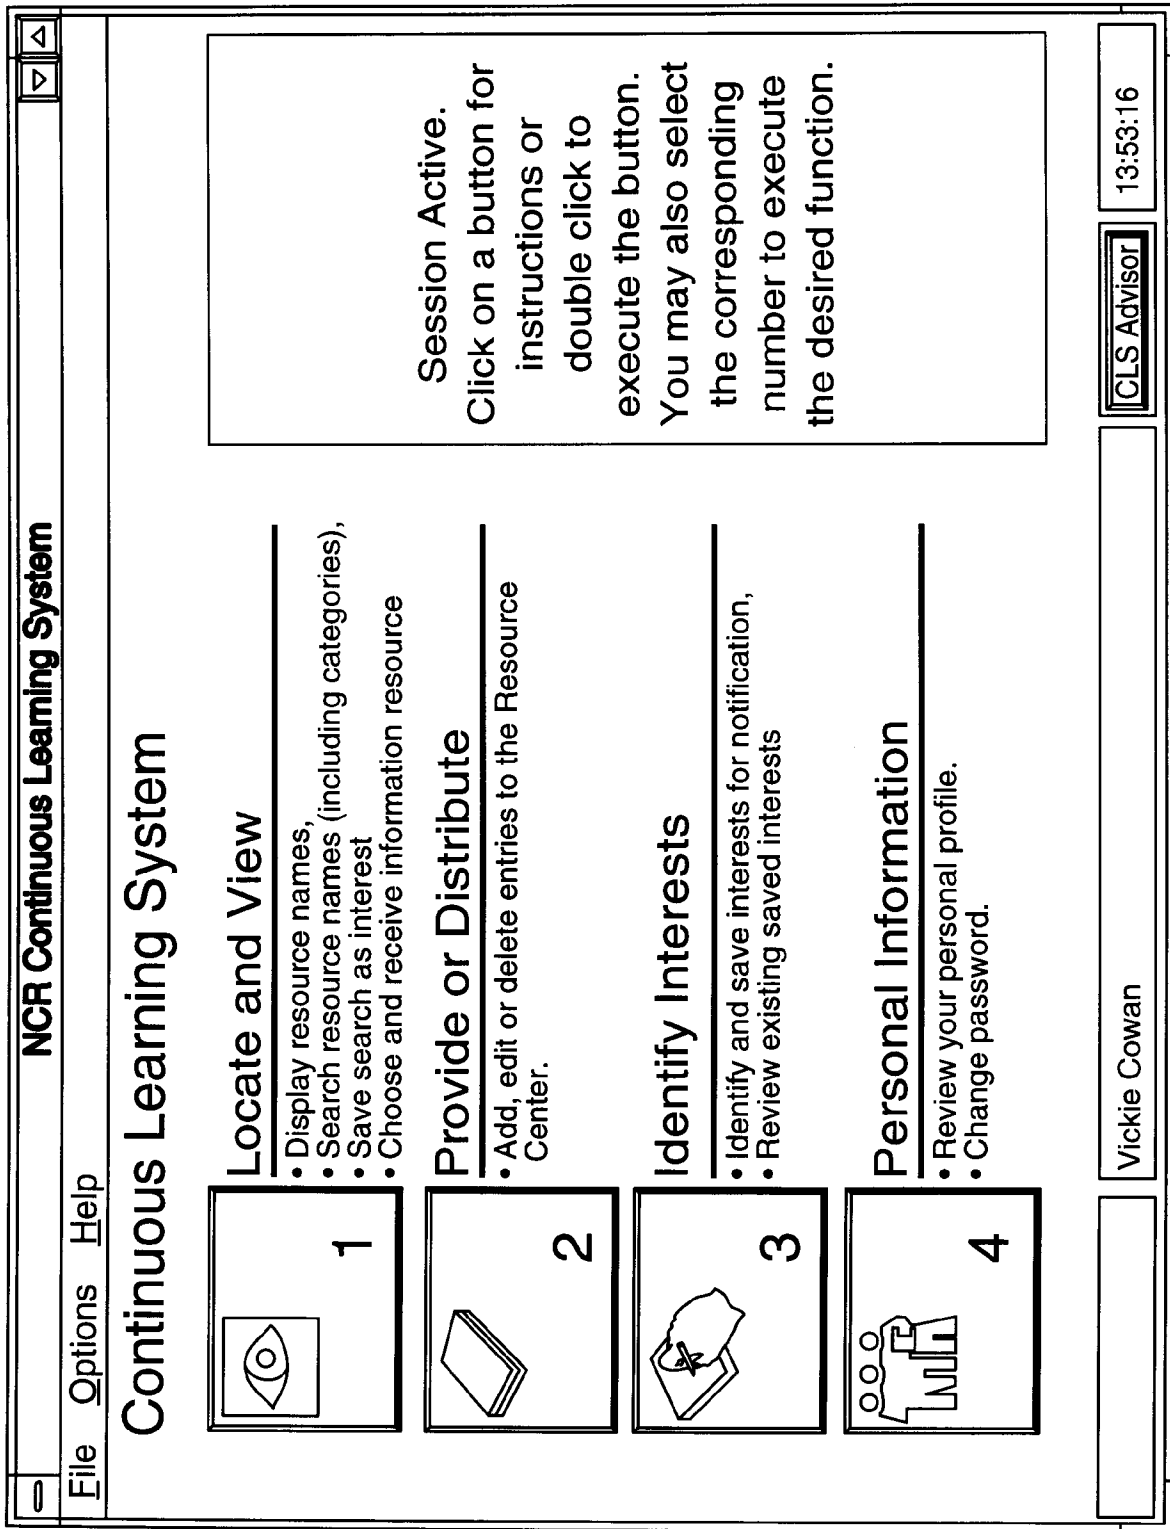 NCR Continuous Learning System
File Options Help
Continuous Learning System
1
Locate and View
• Display resource names,
• Search resource names (including categories),
• Save search as interest
• Choose and receive information resource
2
Provide or Distribute
• Add, edit or delete entries to the Resource
Center.
3
Identify Interests
• Identify and save interests for notification,
• Review existing saved interests
4
Personal Information
• Review your personal profile.
• Change password.
Session Active.
Click on a button for
instructions or
double click to
execute the button.
You may also select
the corresponding
number to execute
the desired function.
Vickie Cowan
CLS Advisor
13:53:16